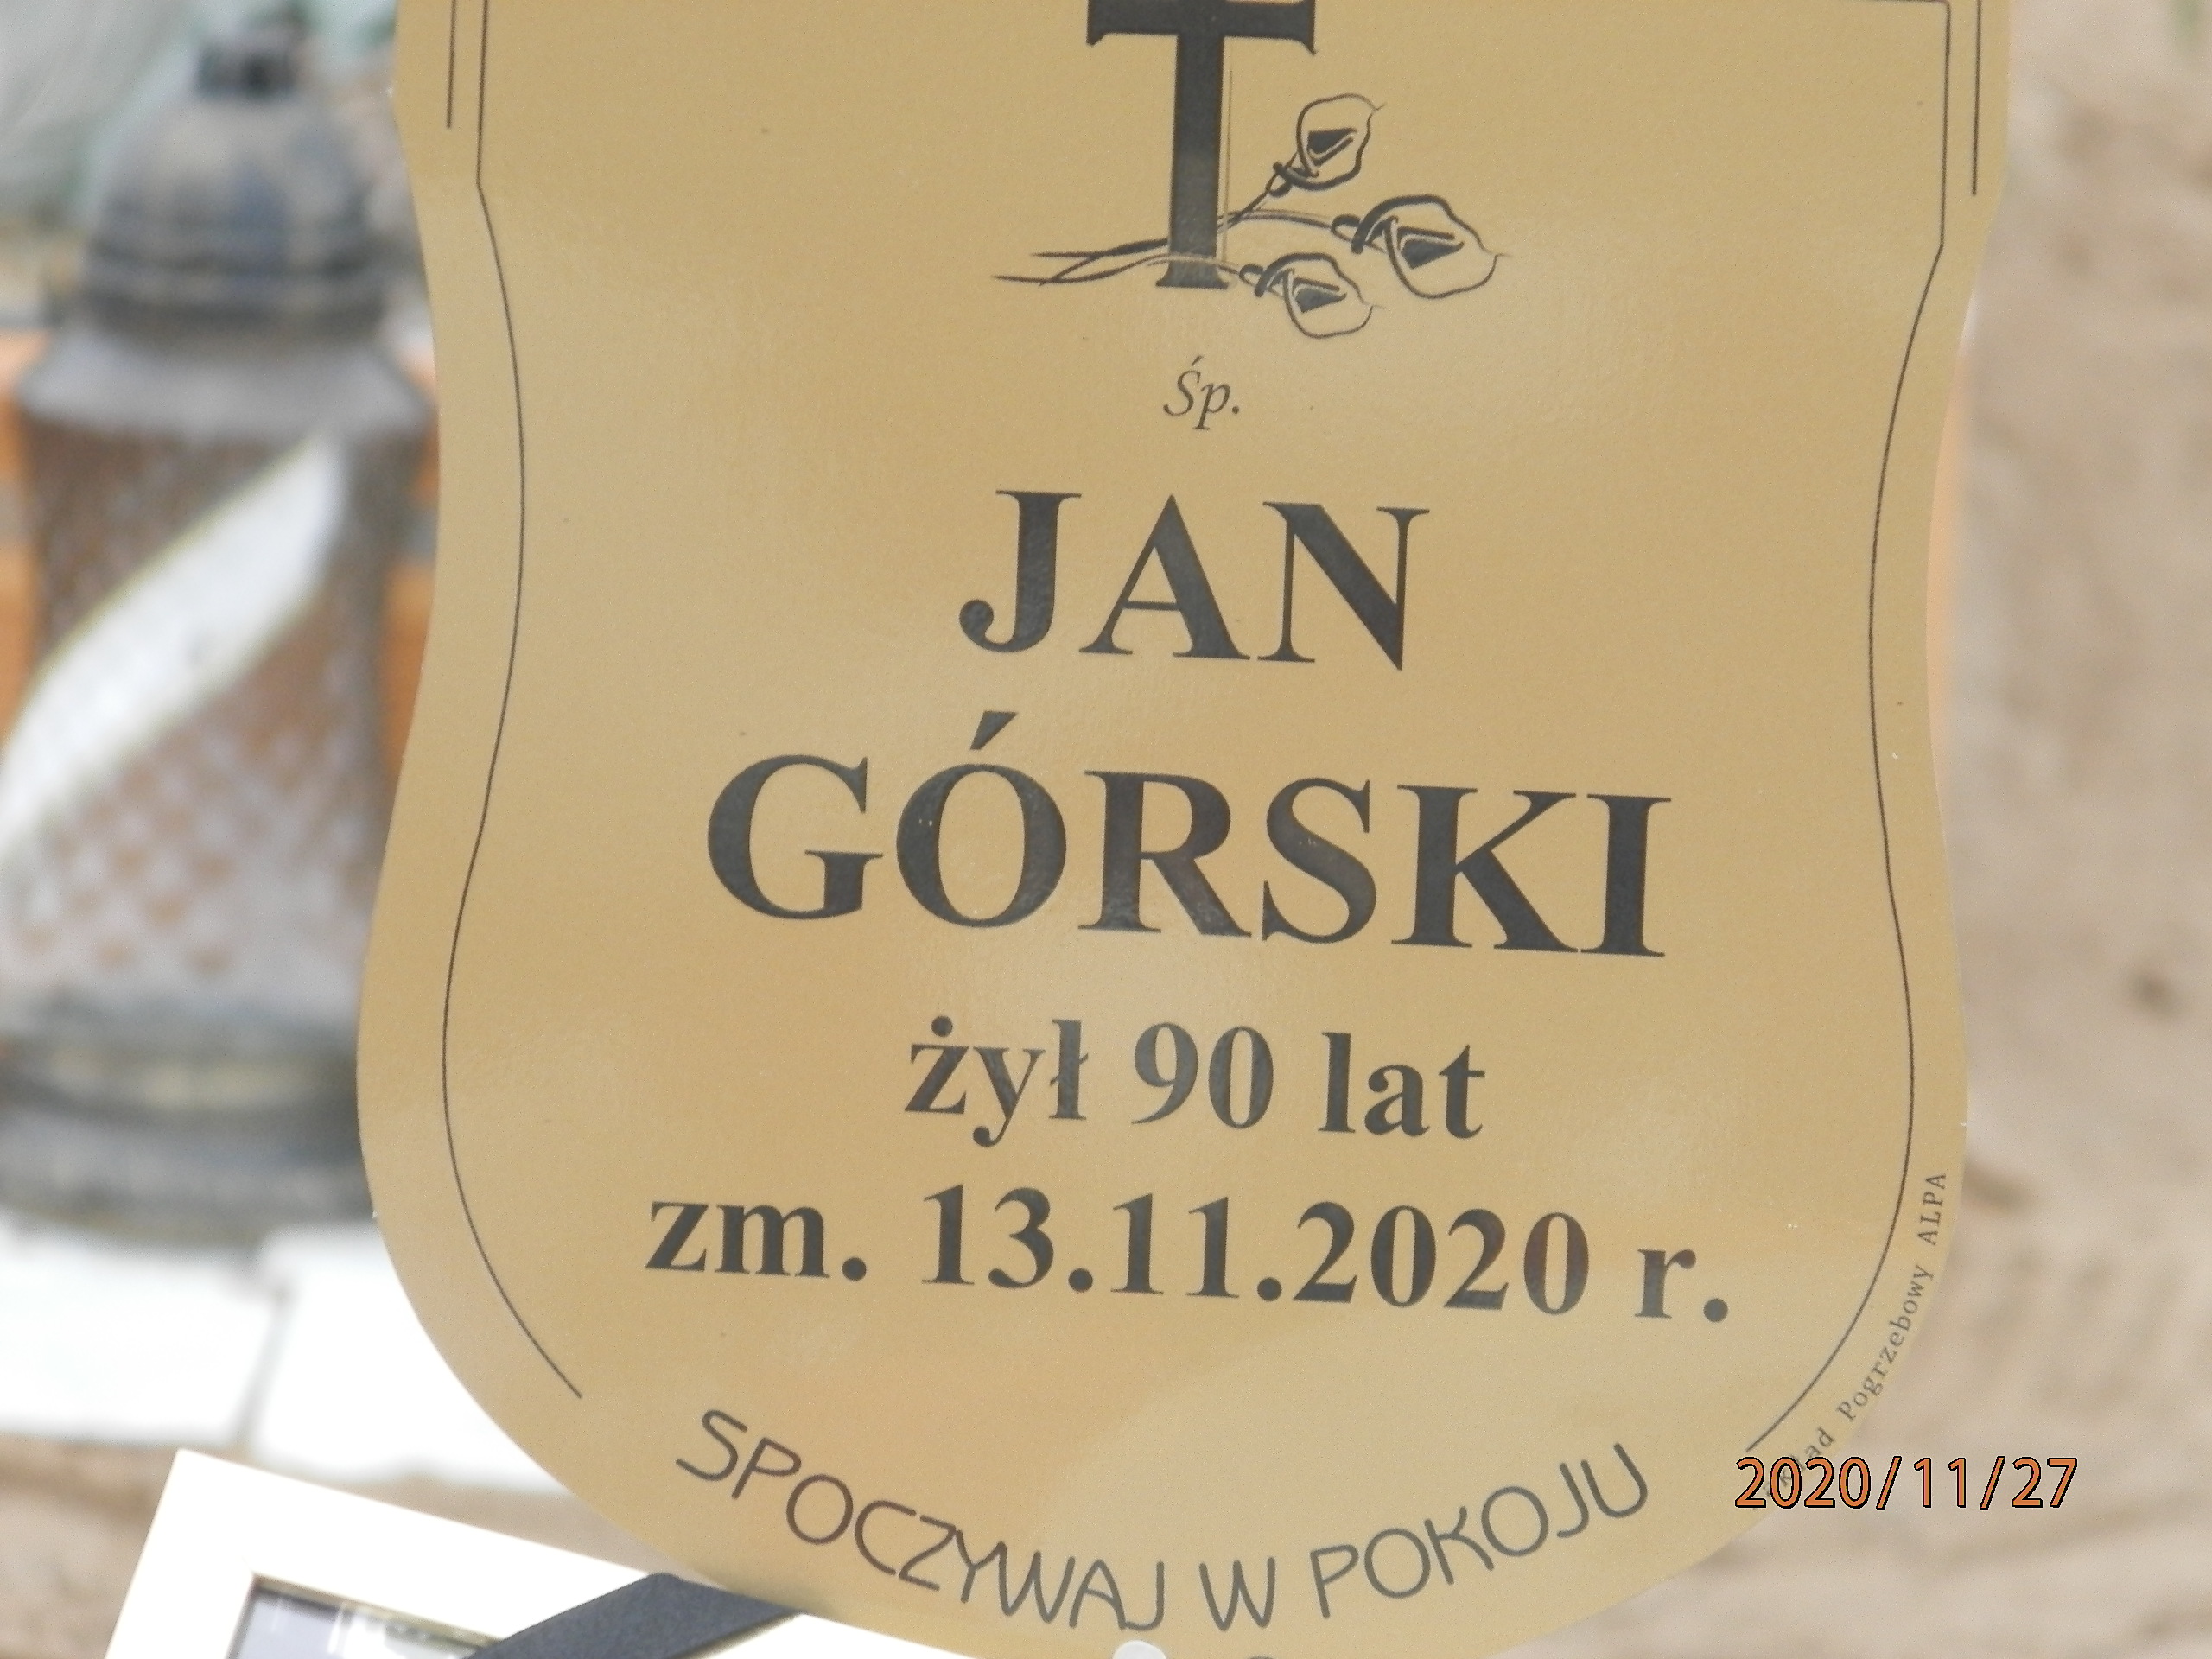 Śp.
JAN
GÓRSKI
żył 90 lat
zm. 13.11.2020 r.
SPOCZYWAJ W POKOJU
Pogrzebowy ALPA
2020/11/27